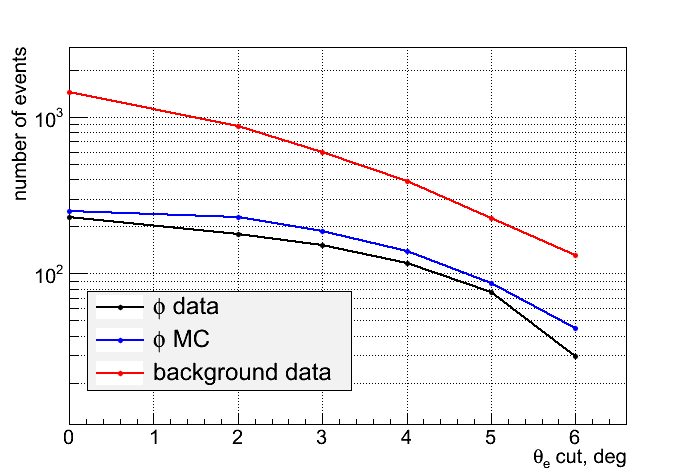 number of events
10³
10²
ϕ data
ϕ MC
background data
0 1 2 3 4 5 6
θₑ cut, deg